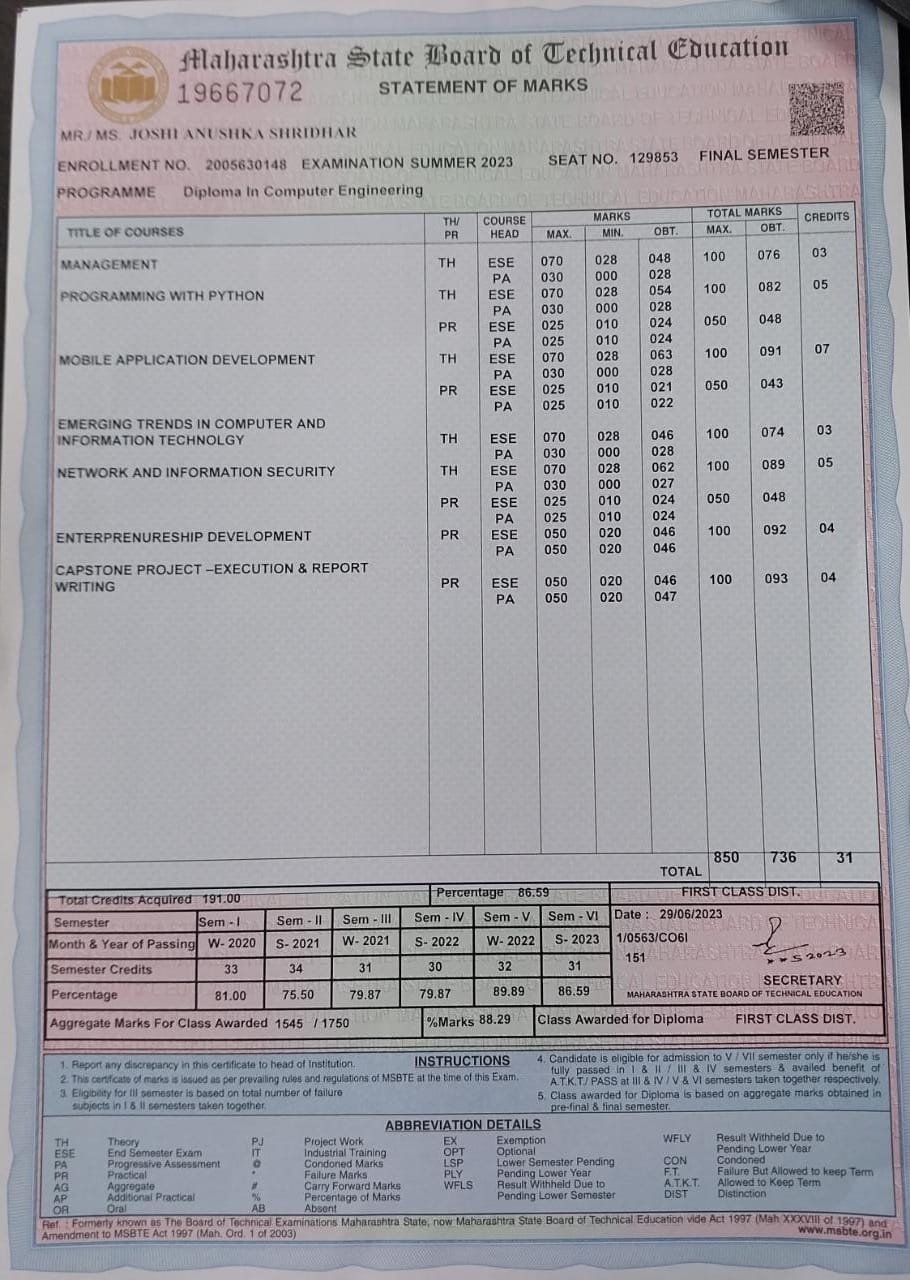 Maharashtra State Board of Technical Education
19667072 STATEMENT OF MARKS
MR./MS. JOSHI ANUSHKA SHRIDHAR
ENROLLMENT NO. 2005630148 EXAMINATION SUMMER 2023 SEAT NO. 129853 FINAL SEMESTER
PROGRAMME Diploma In Computer Engineering
TITLE OF COURSES TH/ PR COURSE HEAD MARKS TOTAL MARKS CREDITS
MAX. MIN. OBT. MAX. OBT.
MANAGEMENT TH ESE 070 028 048 100 076 03
PA 030 000 028
PROGRAMMING WITH PYTHON TH ESE 070 028 054 100 082 05
PA 030 000 028
PR ESE 025 010 024 050 048
PA 025 010 024
MOBILE APPLICATION DEVELOPMENT TH ESE 070 028 063 100 091 07
PA 030 000 028
PR ESE 025 010 021 050 043
PA 025 010 022
EMERGING TRENDS IN COMPUTER AND
INFORMATION TECHNOLGY TH ESE 070 028 046 100 074 03
PA 030 000 028
NETWORK AND INFORMATION SECURITY TH ESE 070 028 062 100 089 05
PA 030 000 027
PR ESE 025 010 024 050 048
PA 025 010 024
ENTERPRENURESHIP DEVELOPMENT PR ESE 050 020 046 100 092 04
PA 050 020 046
CAPSTONE PROJECT –EXECUTION & REPORT
WRITING PR ESE 050 020 046 100 093 04
PA 050 020 047
TOTAL 850 736 31
Total Credits Acquired 191.00 Percentage 86.59 FIRST CLASS DIST.
Semester Sem - I Sem - II Sem - III Sem - IV Sem - V Sem - VI Date : 29/06/2023
Month & Year of Passing W- 2020 S- 2021 W- 2021 S- 2022 W- 2022 S- 2023 1/0563/CO6I
151
Semester Credits 33 34 31 30 32 31
SECRETARY
Percentage 81.00 75.50 79.87 79.87 89.89 86.59 MAHARASHTRA STATE BOARD OF TECHNICAL EDUCATION
Aggregate Marks For Class Awarded 1545 / 1750 %Marks 88.29 Class Awarded for Diploma FIRST CLASS DIST.
INSTRUCTIONS
1. Report any discrepancy in this certificate to head of Institution.
2. This certificate of marks is issued as per prevailing rules and regulations of MSBTE at the time of this Exam.
3. Eligibility for III semester is based on total number of failure
subjects in I & II semesters taken together.
4. Candidate is eligible for admission to V / VII semester only if he/she is
fully passed in I & II / III & IV semesters & availed benefit of
A.T.K.T./ PASS at III & IV / V & VI semesters taken together respectively.
5. Class awarded for Diploma is based on aggregate marks obtained in
pre-final & final semester.
ABBREVIATION DETAILS
TH Theory PJ Project Work EX Exemption WFLY Result Withheld Due to
Pending Lower Year
ESE End Semester Exam IT Industrial Training OPT Optional
PA Progressive Assessment @ Condoned Marks LSP Lower Semester Pending CON Condoned
PR Practical * Failure Marks PLY Pending Lower Year F.T. Failure But Allowed to keep Term
AG Aggregate # Carry Forward Marks WFLS Result Withheld Due to A.T.K.T. Allowed to Keep Term
AP Additional Practical % Percentage of Marks Pending Lower Semester DIST Distinction
OR Oral AB Absent
Ref. : Formerly known as The Board of Technical Examinations Maharashtra State, now Maharashtra State Board of Technical Education vide Act 1997 (Mah XXXVIII of 1997) and
Amendment to MSBTE Act 1997 (Mah. Ord. 1 of 2003) www.msbte.org.in